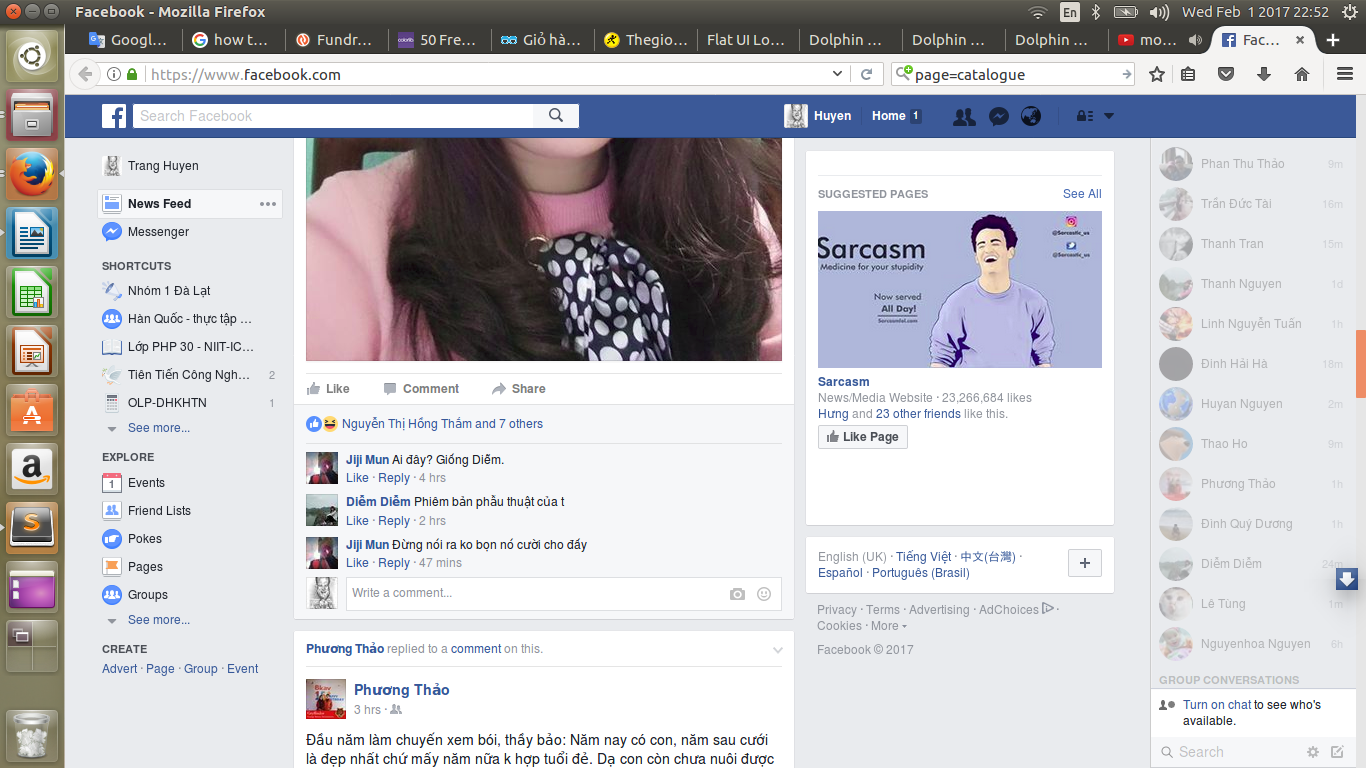 Facebook - Mozilla Firefox
En
Wed Feb 1 2017 22:52
Googl...
how t...
Fundr...
50 Fre...
Giỏ hà...
Thegio...
Flat UI Lo...
Dolphin ...
Dolphin ...
Dolphin ...
mo...
Fac...
https://www.facebook.com
page=catalogue
Search Facebook
Huyen
Home 1
Trang Huyen
News Feed
Messenger
SHORTCUTS
Nhóm 1 Đà Lạt
Hàn Quốc - thực tập ...
Lớp PHP 30 - NIIT-IC...
Tiên Tiến Công Ngh... 2
OLP-DHKHTN 1
See more...
EXPLORE
1 Events
Friend Lists
Pokes
Pages
Groups
See more...
CREATE
Advert · Page · Group · Event
Like Comment Share
Nguyễn Thị Hồng Thắm and 7 others
Jiji Mun Ai đây? Giống Diễm.
Like · Reply · 4 hrs
Diễm Diễm Phiêm bản phẫu thuật của t
Like · Reply · 2 hrs
Jiji Mun Đừng nói ra ko bọn nó cười cho đấy
Like · Reply · 47 mins
Write a comment...
Phương Thảo replied to a comment on this.
Phương Thảo
3 hrs ·
Đầu năm làm chuyến xem bói, thầy bảo: Năm nay có con, năm sau cưới
là đẹp nhất chứ mấy năm nữa k hợp tuổi đẻ. Dạ con còn chưa nuôi được
SUGGESTED PAGES
See All
Sarcasm
Medicine for your stupidity
Now served
All Day!
@Sarcastic_us
@Sarcastic_us
Sarcasm
News/Media Website · 23,266,684 likes
Hưng and 23 other friends like this.
Like Page
English (UK) · Tiếng Việt · 中文(台灣) ·
Español · Português (Brasil)
Privacy · Terms · Advertising · AdChoices ·
Cookies · More
Facebook © 2017
Phan Thu Thảo 9m
Trần Đức Tài 16m
Thanh Tran 15m
Thanh Nguyen 1d
Linh Nguyễn Tuấn 1h
Đình Hải Hà 18m
Huyan Nguyen 2m
Thao Ho 9m
Phương Thảo 1h
Đình Quý Dương 1h
Diễm Diễm 24m
Lê Tùng 1m
Nguyenhoa Nguyen 6h
GROUP CONVERSATIONS
Turn on chat to see who's
available.
Search